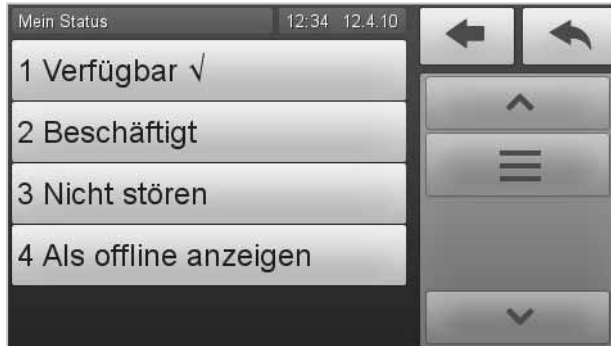 Mein Status 12:34 12.4.10
1 Verfügbar √
2 Beschäftigt
3 Nicht stören
4 Als offline anzeigen